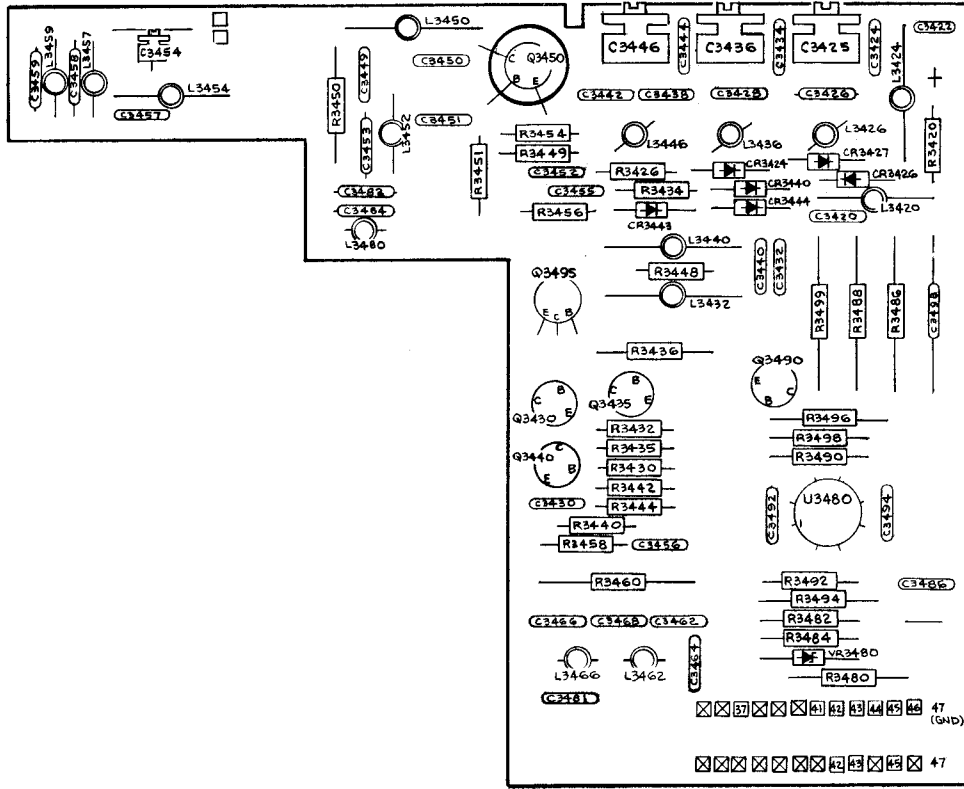 L3450
C3446
C3444
C3436
C3434
C3425
C3424
L3424
C3422
L3459
C3459
C3458
L3457
C3454
L3454
C3457
R3450
C3449
C3450
C Q3450
B E
C3442
C3438
C3428
C3426
C3453
L3452
C3451
R3451
R3454
R3449
C3452
L3446
L3436
L3426
R3420
R3426
CR3424
CR3427
C3455
R3434
CR3440
CR3426
C3483
C3484
L3480
R3456
CR3443
CR3444
C3420
L3420
L3440
R3448
L3432
C3440
C3432
Q3495
E C B
R3499
R3488
R3486
C3498
R3436
Q3490
E
B C
C B
E
Q3430
C B
E
Q3435
R3432
R3435
R3430
R3442
R3444
R3496
R3498
R3490
Q3440
C
B
E
C3430
R3440
R3458
C3456
C3492
U3480
1
C3494
R3460
R3492
R3494
R3482
R3484
VR3480
R3480
C3486
C3466
C3468
C3462
L3466
L3462
C3464
C3481
37 41 42 43 44 45 46 47
(GND)
42 43 45 47